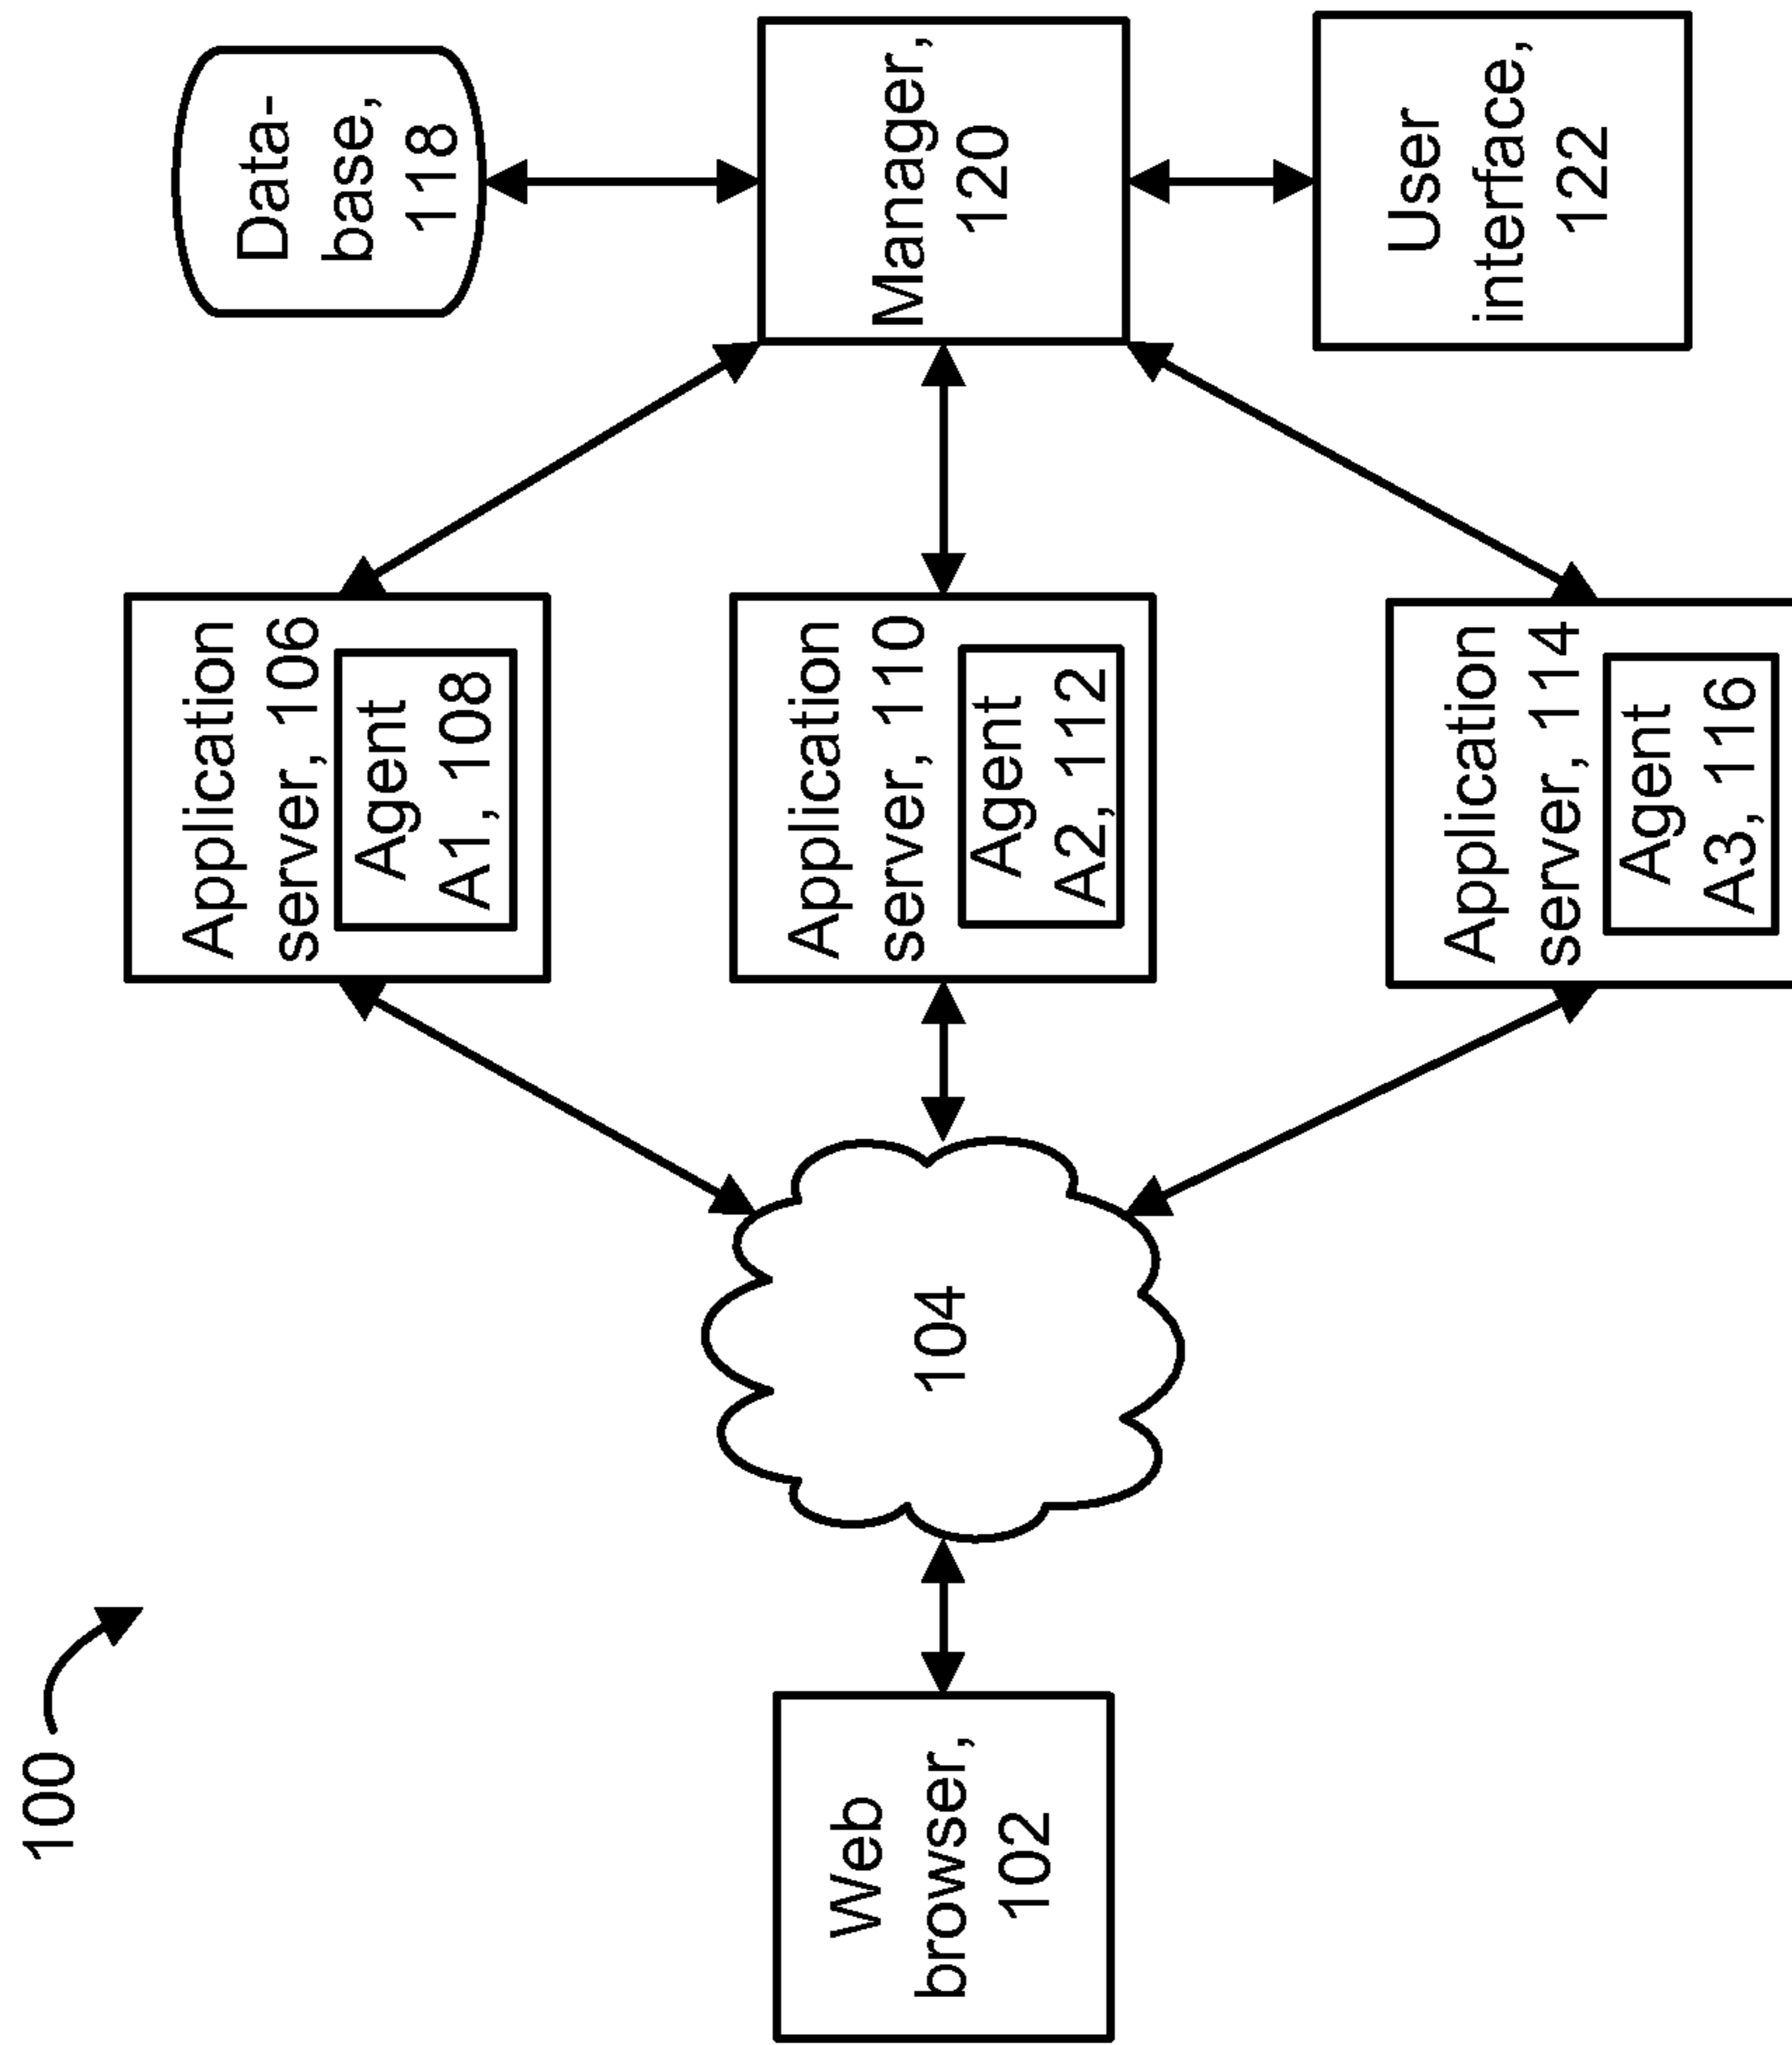 100
Web
browser,
102
104
Application
server, 106
Agent
A1, 108
Application
server, 110
Agent
A2, 112
Application
server, 114
Agent
A3, 116
Data-
base,
118
Manager,
120
User
interface,
122